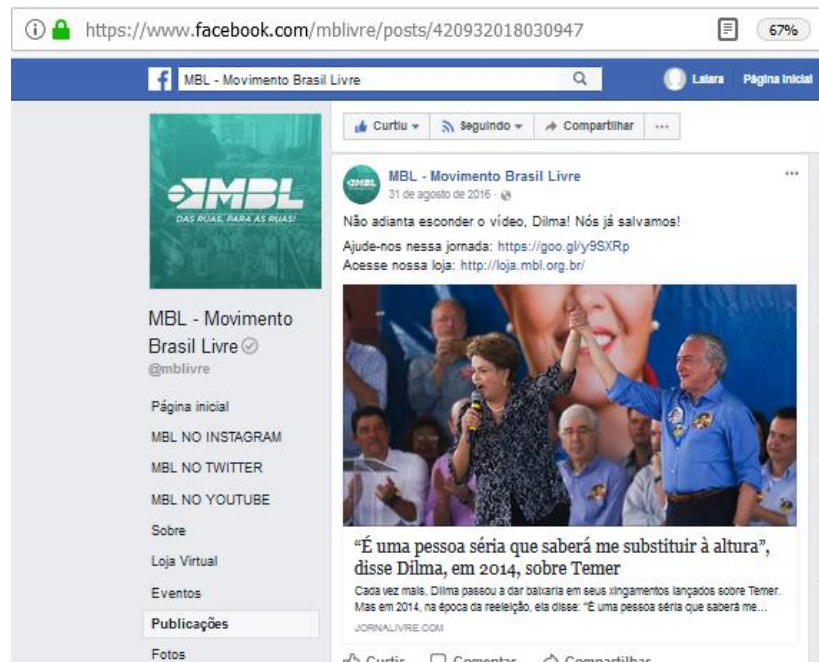 https://www.facebook.com/mblivre/posts/420932018030947
67%
MBL - Movimento Brasil Livre
Laiara
Página Inicial
Curtiu
Seguindo
Compartilhar
MBL
DAS RUAS, PARA AS RUAS!
MBL - Movimento
Brasil Livre
@mblivre
Página inicial
MBL NO INSTAGRAM
MBL NO TWITTER
MBL NO YOUTUBE
Sobre
Loja Virtual
Eventos
Publicações
Fotos
MBL
MBL - Movimento Brasil Livre
31 de agosto de 2016
Não adianta esconder o vídeo, Dilma! Nós já salvamos!
Ajude-nos nessa jornada: https://goo.gl/y9SXRp
Acesse nossa loja: http://loja.mbl.org.br/
“É uma pessoa séria que saberá me substituir à altura”,
disse Dilma, em 2014, sobre Temer
Cada vez mais, Dilma passou a dar baixaria em seus xingamentos lançados sobre Temer.
Mas em 2014, na época da reeleição, ela disse: “É uma pessoa séria que saberá me...
JORNALIVRE.COM
Curtir
Comentar
Compartilhar